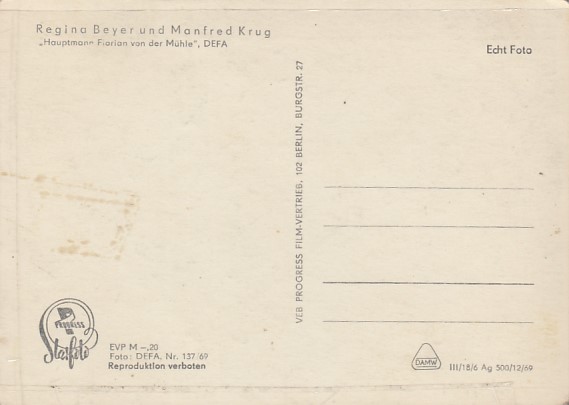 Regina Beyer und Manfred Krug
„Hauptmann Florian von der Mühle", DEFA
Echt Foto
VEB PROGRESS FILM-VERTRIEB, 102 BERLIN, BURGSTR. 27
PROGRESS
Starfoto
EVP M –,20
Foto: DEFA, Nr. 137 69
Reproduktion verboten
DAMW
III/18/6 Ag 500/12/69